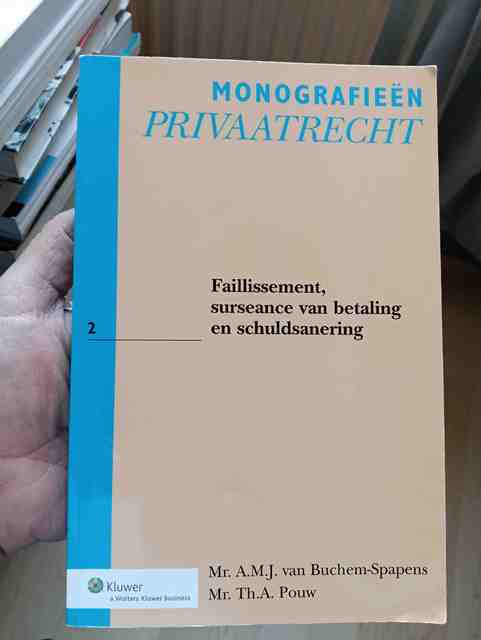 MONOGRAFIEËN
PRIVAATRECHT
Faillissement,
surseance van betaling
2
en schuldsanering
Mr. A.M.J. van Buchem-Spapens
Mr. Th.A. Pouw
Kluwer
a Wolters Kluwer business